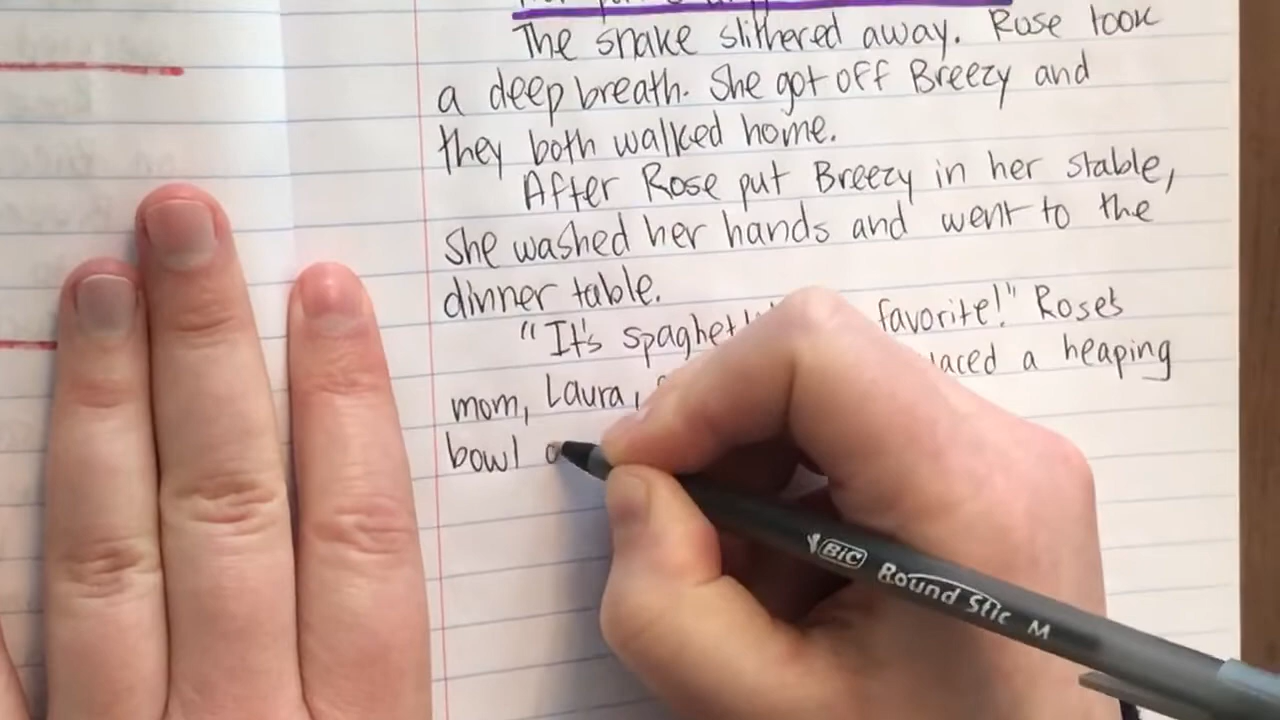 The snake slithered away. Rose took
a deep breath. She got off Breezy and
they both walked home.
After Rose put Breezy in her stable,
she washed her hands and went to the
dinner table.
"It's favorite!" Rose's
mom, Laura, a heaping
bowl
BIC Round Stic M